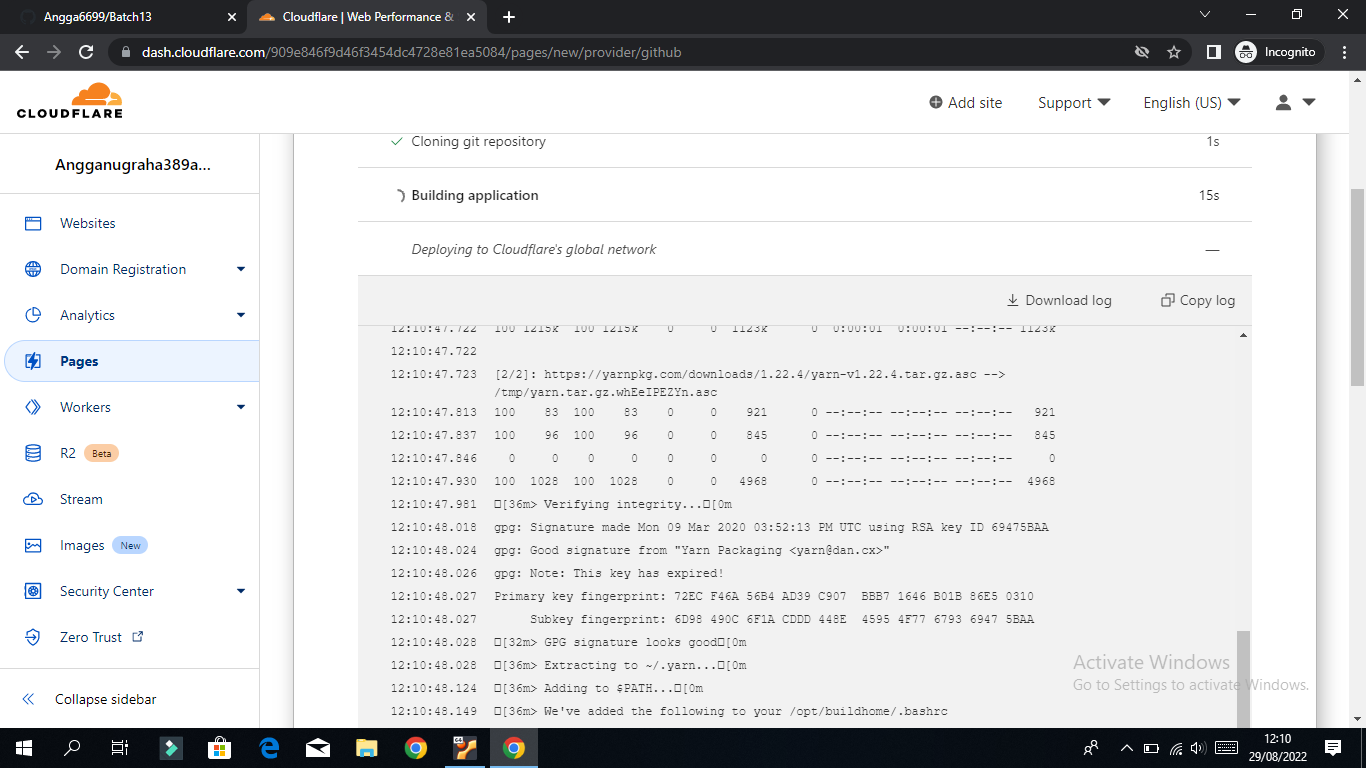 Angga6699/Batch13
Cloudflare | Web Performance &
dash.cloudflare.com/909e846f9d46f3454dc4728e81ea5084/pages/new/provider/github
Incognito
CLOUDFLARE
Add site
Support
English (US)
Angganugraha389a...
Websites
Domain Registration
Analytics
Pages
Workers
R2 Beta
Stream
Images New
Security Center
Zero Trust
Collapse sidebar
Cloning git repository 1s
Building application 15s
Deploying to Cloudflare's global network —
Download log Copy log
12:10:47.722 100 1215k 100 1215k 0 0 1123k 0 0:00:01 0:00:01 --:--:-- 1123k
12:10:47.722
12:10:47.723 [2/2]: https://yarnpkg.com/downloads/1.22.4/yarn-v1.22.4.tar.gz.asc -->
/tmp/yarn.tar.gz.whEeIPEZYn.asc
12:10:47.813 100 83 100 83 0 0 921 0 --:--:-- --:--:-- --:--:-- 921
12:10:47.837 100 96 100 96 0 0 845 0 --:--:-- --:--:-- --:--:-- 845
12:10:47.846 0 0 0 0 0 0 0 0 --:--:-- --:--:-- --:--:-- 0
12:10:47.930 100 1028 100 1028 0 0 4968 0 --:--:-- --:--:-- --:--:-- 4968
12:10:47.981 □[36m> Verifying integrity...□[0m
12:10:48.018 gpg: Signature made Mon 09 Mar 2020 03:52:13 PM UTC using RSA key ID 69475BAA
12:10:48.024 gpg: Good signature from "Yarn Packaging <yarn@dan.cx>"
12:10:48.026 gpg: Note: This key has expired!
12:10:48.027 Primary key fingerprint: 72EC F46A 56B4 AD39 C907 BBB7 1646 B01B 86E5 0310
12:10:48.027 Subkey fingerprint: 6D98 490C 6F1A CDDD 448E 4595 4F77 6793 6947 5BAA
12:10:48.028 □[32m> GPG signature looks good□[0m
12:10:48.028 □[36m> Extracting to ~/.yarn...□[0m
12:10:48.124 □[36m> Adding to $PATH...□[0m
12:10:48.149 □[36m> We've added the following to your /opt/buildhome/.bashrc
Activate Windows
Go to Settings to activate Windows.
64
12:10
29/08/2022